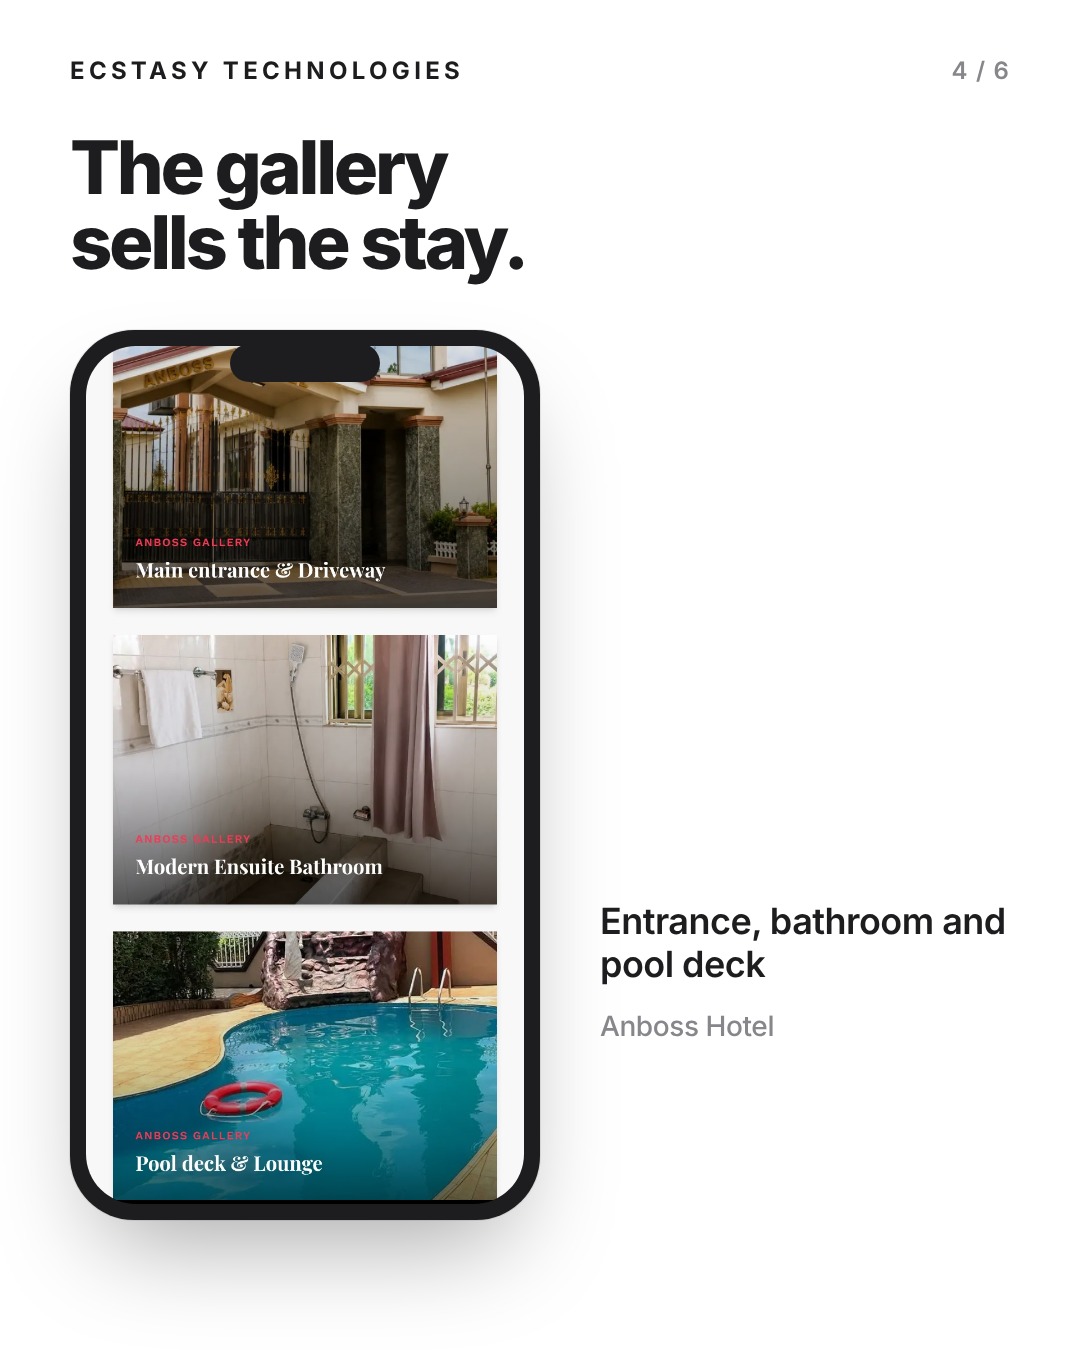 ECSTASY TECHNOLOGIES
4 / 6
The gallery
sells the stay.
ANBOSS
ANBOSS GALLERY
Main entrance & Driveway
ANBOSS GALLERY
Modern Ensuite Bathroom
ANBOSS GALLERY
Pool deck & Lounge
Entrance, bathroom and
pool deck
Anboss Hotel